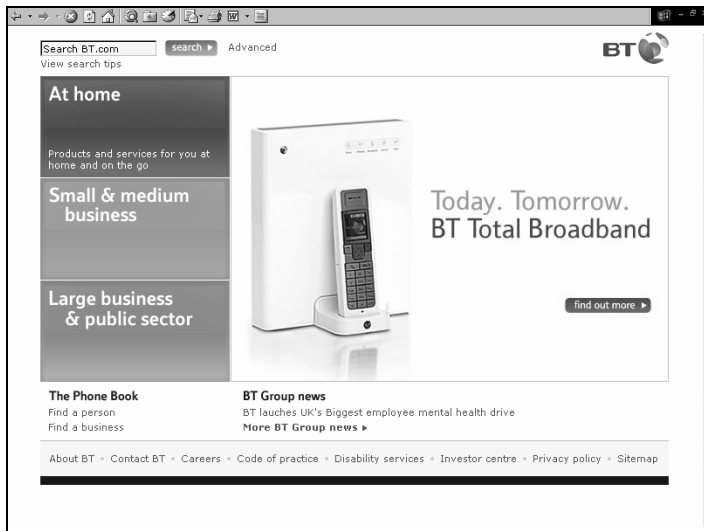 Search BT.com
search
Advanced
BT
View search tips
At home
Products and services for you at
home and on the go
Small & medium
business
Large business
& public sector
Today. Tomorrow.
BT Total Broadband
find out more
The Phone Book
Find a person
Find a business
BT Group news
BT lauches UK's Biggest employee mental health drive
More BT Group news
About BT • Contact BT • Careers • Code of practice • Disability services • Investor centre • Privacy policy • Sitemap